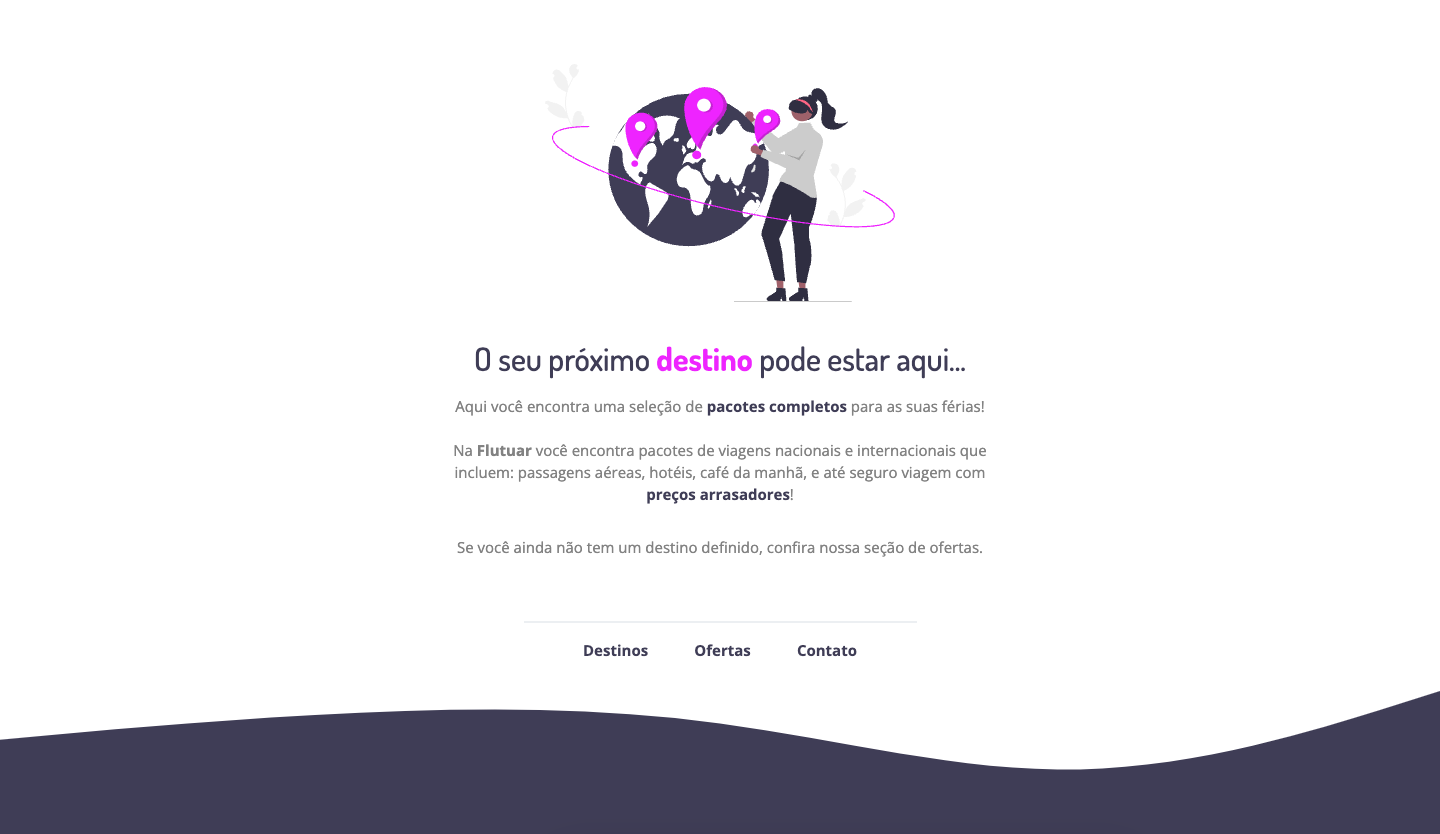 O seu próximo destino pode estar aqui...
Aqui você encontra uma seleção de pacotes completos para as suas férias!
Na Flutuar você encontra pacotes de viagens nacionais e internacionais que
incluem: passagens aéreas, hotéis, café da manhã, e até seguro viagem com
preços arrasadores!
Se você ainda não tem um destino definido, confira nossa seção de ofertas.
Destinos Ofertas Contato